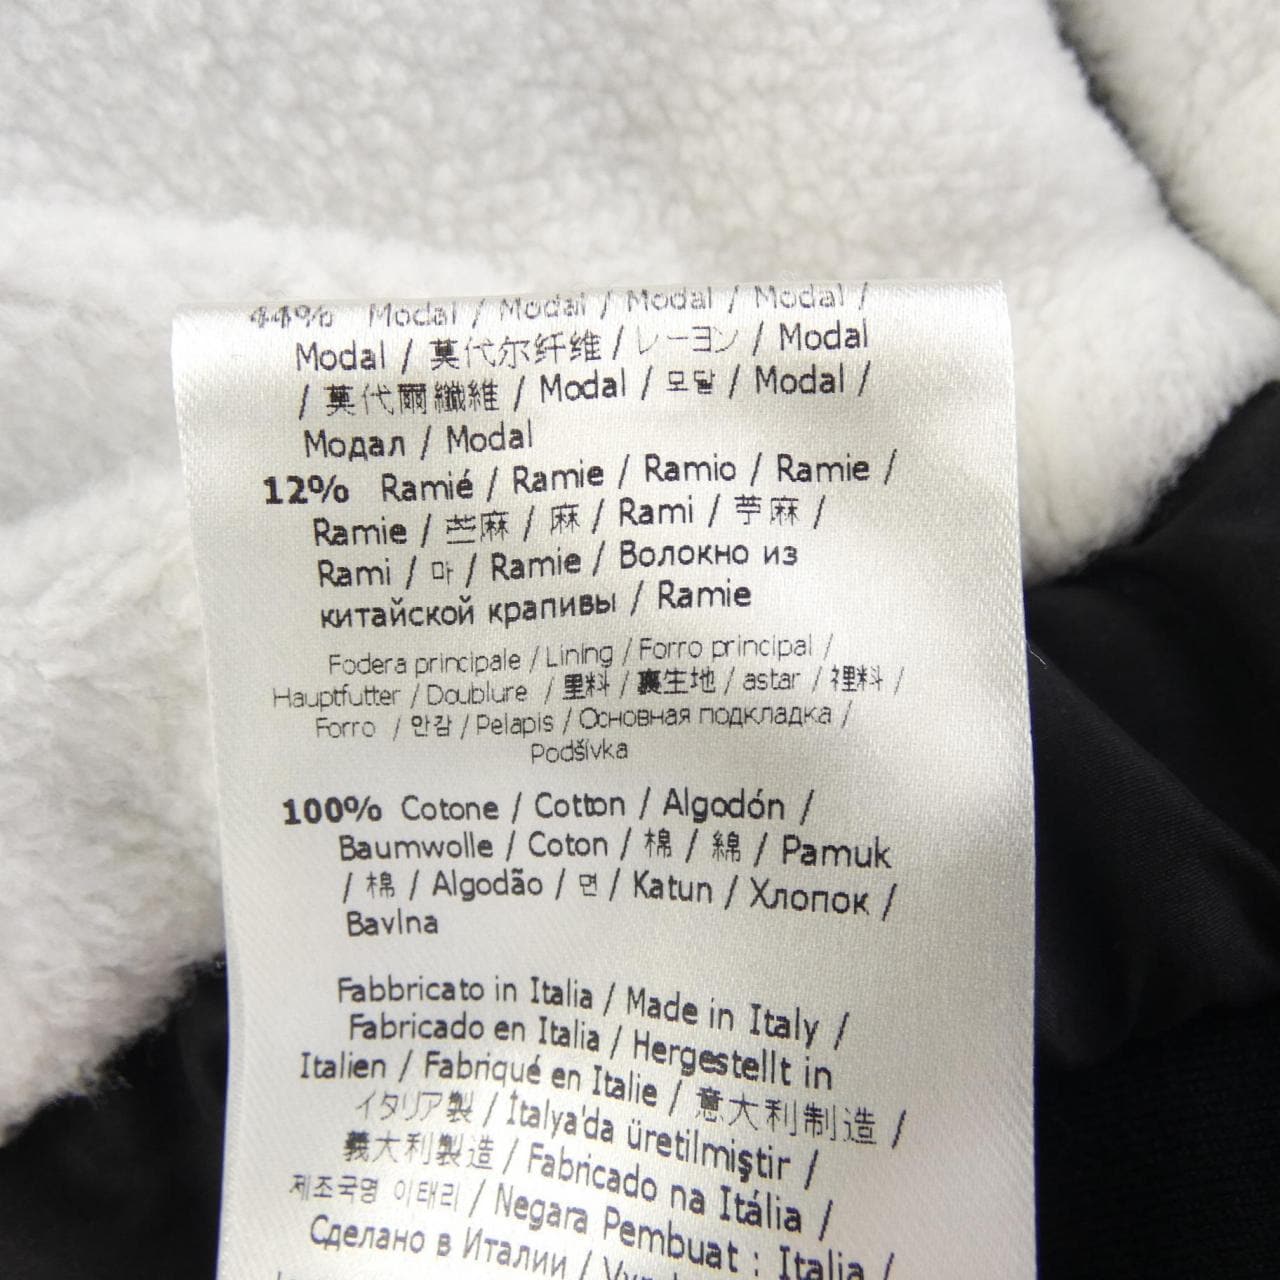 44% Modal / Modal / Modal / Modal /
Modal / 莫代尔纤维 / レーヨン / Modal
/ 莫代爾纖維 / Modal / 모달 / Modal /
Модал / Modal
12% Ramié / Ramie / Ramio / Ramie /
Ramie / 苎麻 / 麻 / Rami / 苧麻 /
Rami / 마 / Ramie / Волокно из
китайской крапивы / Ramie
Fodera principale / Lining / Forro principal /
Hauptfutter / Doublure / 里料 / 裏生地 / astar / 裡料 /
Forro / 안감 / Pelapis / Основная подкладка /
Podšívka
100% Cotone / Cotton / Algodón /
Baumwolle / Coton / 棉 / 綿 / Pamuk
/ 棉 / Algodão / 면 / Katun / Хлопок /
Bavlna
Fabbricato in Italia / Made in Italy /
Fabricado en Italia / Hergestellt in
Italien / Fabriqué en Italie / 意大利制造 /
イタリア製 / İtalya'da üretilmiştir /
義大利製造 / Fabricado na Itália /
제조국명 이태리 / Negara Pembuat : Italia /
Сделано в Италии /